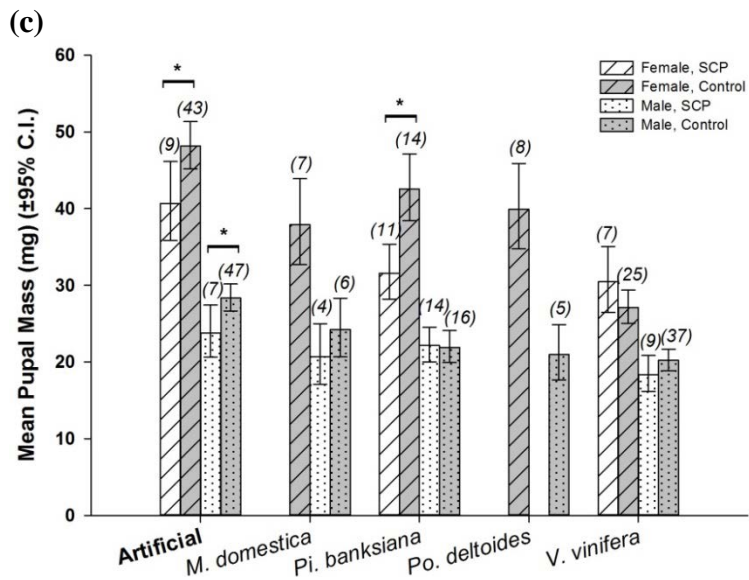 (c)
Mean Pupal Mass (mg) (±95% C.I.)
60
50
40
30
20
10
0
Female, SCP
Female, Control
Male, SCP
Male, Control
*
(9)
(43)
*
(7)
(47)
(7)
(4)
(6)
*
(11)
(14)
(14)
(16)
(8)
(5)
(7)
(25)
(9)
(37)
Artificial
M. domestica
Pi. banksiana
Po. deltoides
V. vinifera